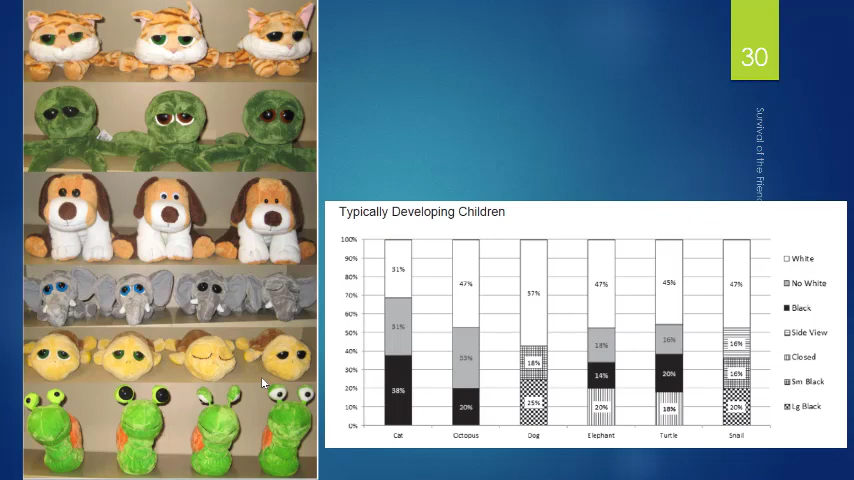 30
Survival of the Frien
Typically Developing Children
100%
90%
80%
70%
60%
50%
40%
30%
20%
10%
0%
31%
31%
38%
47%
33%
20%
57%
18%
25%
47%
18%
14%
20%
45%
16%
20%
18%
47%
16%
16%
20%
Cat
Octopus
Dog
Elephant
Turtle
Snail
White
No White
Black
Side View
Closed
Sm Black
Lg Black